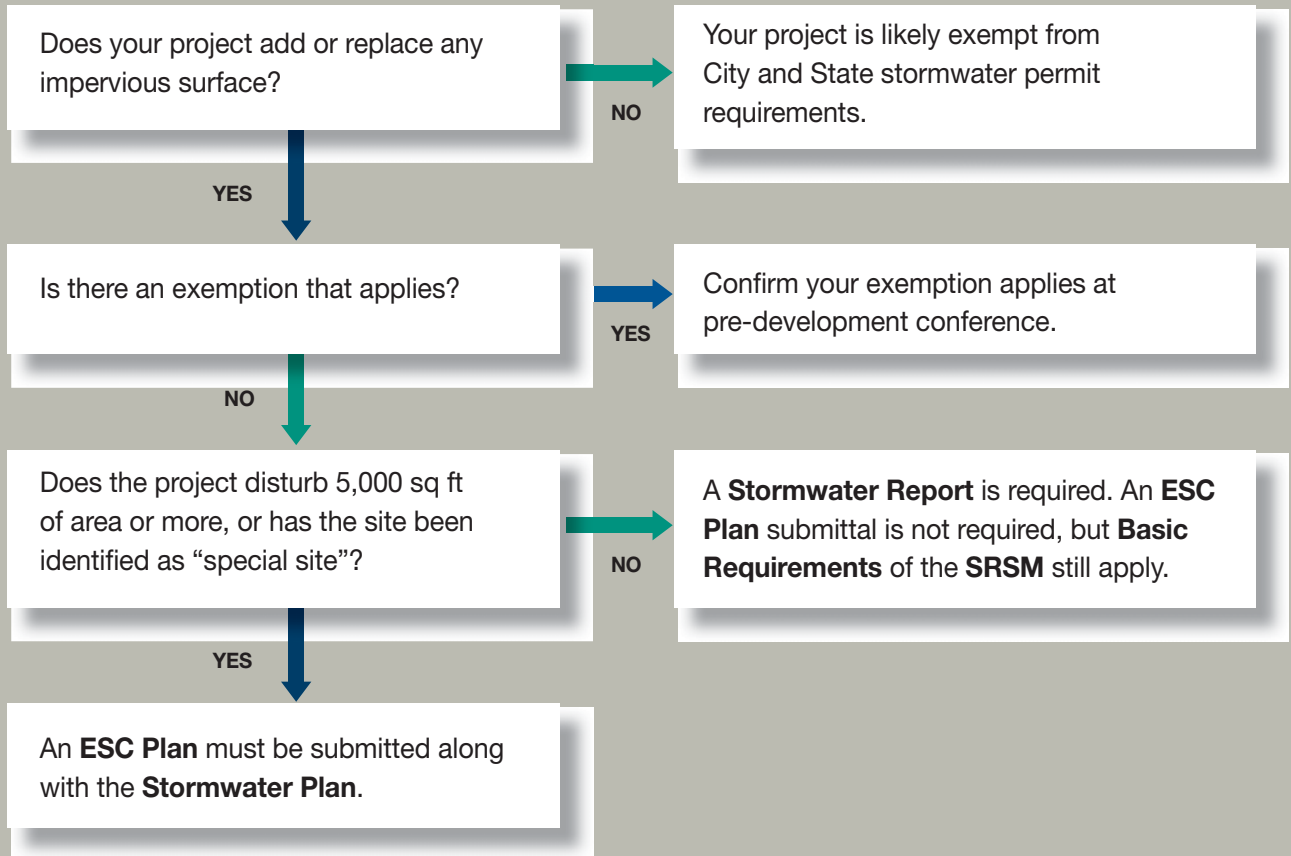 Does your project add or replace any
impervious surface?
NO
Your project is likely exempt from
City and State stormwater permit
requirements.
YES
Is there an exemption that applies?
YES
Confirm your exemption applies at
pre-development conference.
NO
Does the project disturb 5,000 sq ft
of area or more, or has the site been
identified as “special site”?
NO
A Stormwater Report is required. An ESC
Plan submittal is not required, but Basic
Requirements of the SRSM still apply.
YES
An ESC Plan must be submitted along
with the Stormwater Plan.